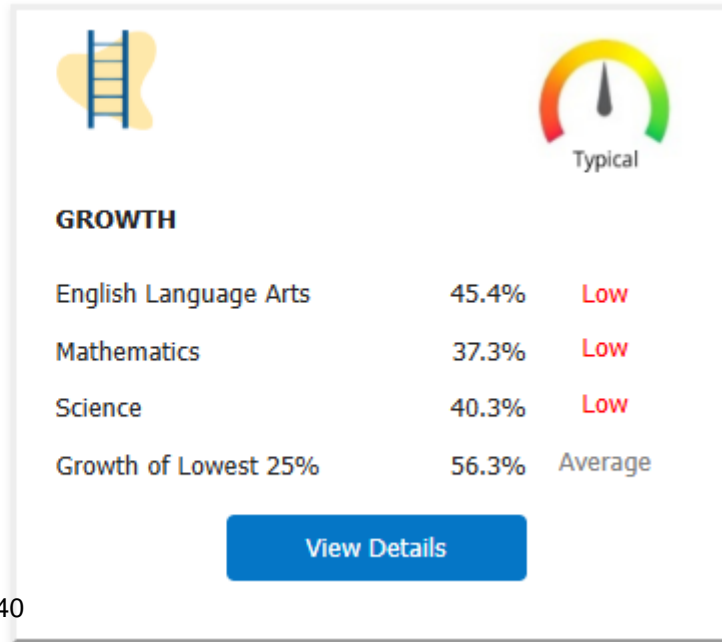 Typical
GROWTH
English Language Arts 45.4% Low
Mathematics 37.3% Low
Science 40.3% Low
Growth of Lowest 25% 56.3% Average
View Details
40